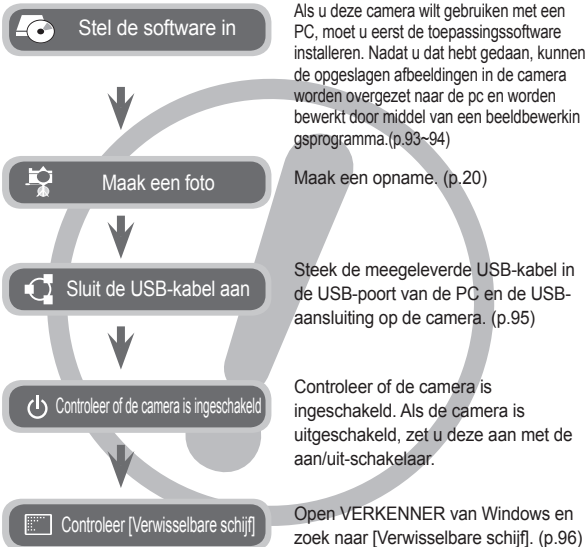 Stel de software in
Als u deze camera wilt gebruiken met een
PC, moet u eerst de toepassingssoftware
installeren. Nadat u dat hebt gedaan, kunnen
de opgeslagen afbeeldingen in de camera
worden overgezet naar de pc en worden
bewerkt door middel van een beeldbewerkin
gsprogramma.(p.93~94)
Maak een foto
Maak een opname. (p.20)
Sluit de USB-kabel aan
Steek de meegeleverde USB-kabel in
de USB-poort van de PC en de USB-
aansluiting op de camera. (p.95)
Controleer of de camera is ingeschakeld
Controleer of de camera is
ingeschakeld. Als de camera is
uitgeschakeld, zet u deze aan met de
aan/uit-schakelaar.
Controleer [Verwisselbare schijf]
Open VERKENNER van Windows en
zoek naar [Verwisselbare schijf]. (p.96)